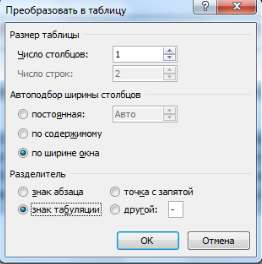 Преобразовать в таблицу
Размер таблицы
Число столбцов: 1
Число строк: 2
Автоподбор ширины столбцов
постоянная: Авто
по содержимому
по ширине окна
Разделитель
знак абзаца точка с запятой
знак табуляции другой: -
ОК Отмена